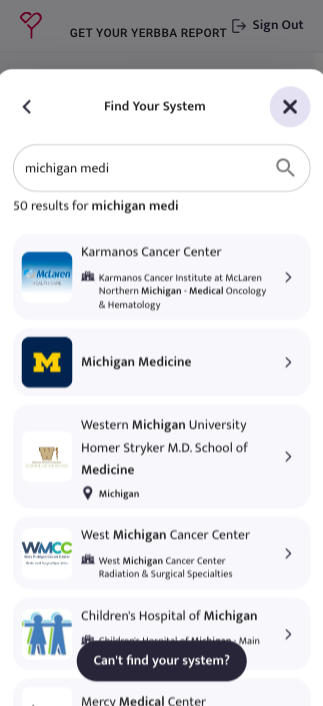 GET YOUR YERBBA REPORT
Sign Out
Find Your System
michigan medi
50 results for michigan medi
McLaren
HEALTH CARE
Karmanos Cancer Center
Karmanos Cancer Institute at McLaren
Northern Michigan - Medical Oncology
& Hematology
M
Michigan Medicine
Western Michigan University
Homer Stryker M.D. School of
Medicine
W
Michigan
West Michigan Cancer Center
WMCC
West Michigan Cancer Center
Radiation & Surgical Specialties
Children's Hospital of Michigan
Children's Hospital of Michigan - Main
Can't find your system?
Mercy Medical Center